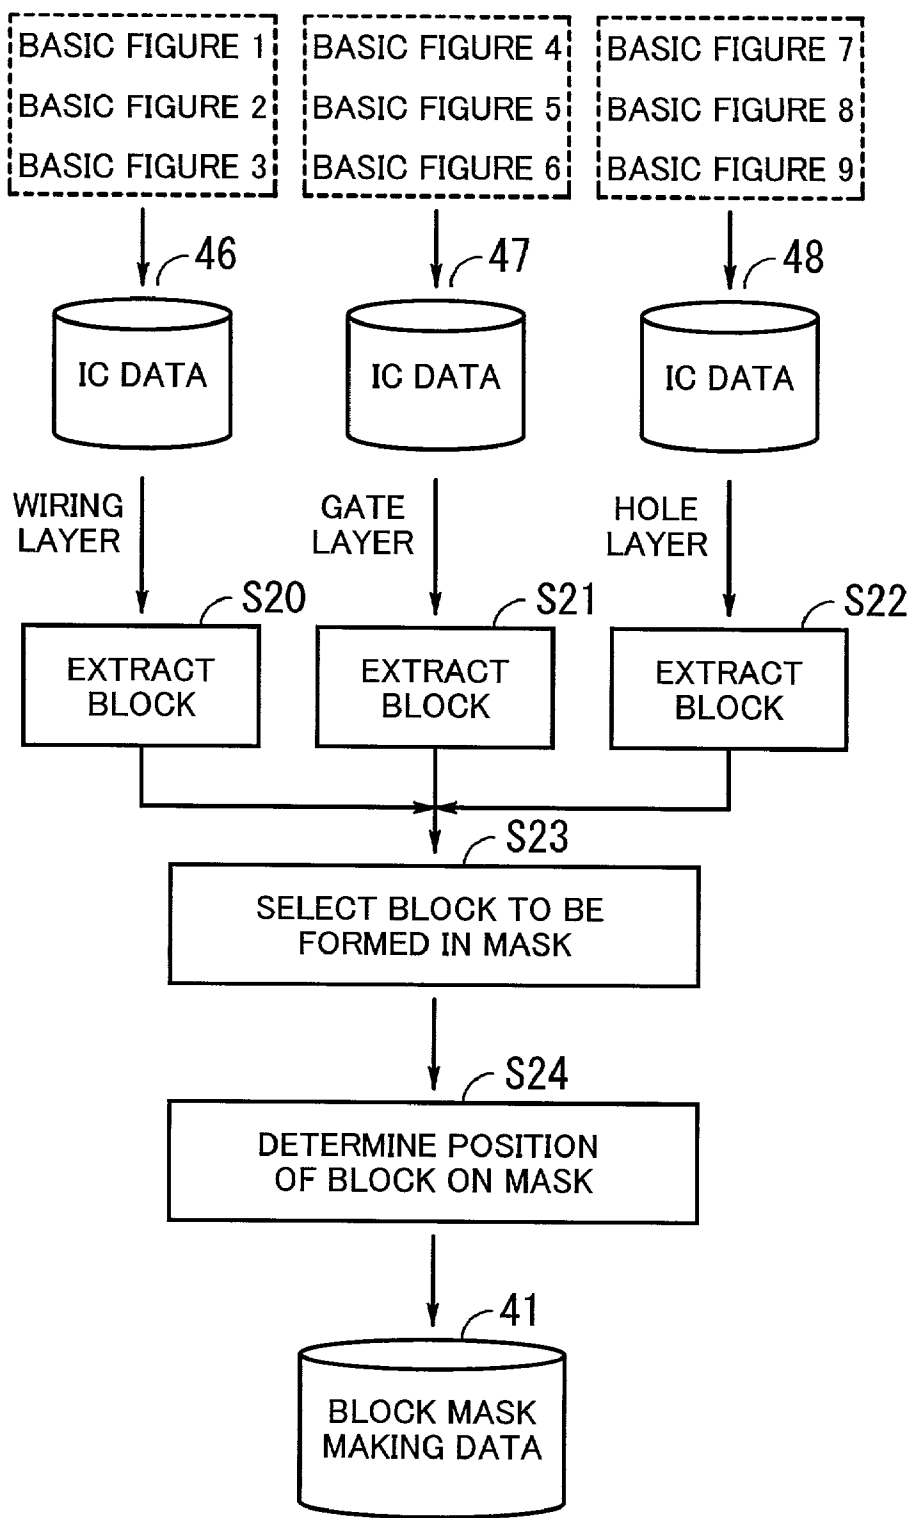 BASIC FIGURE 1
BASIC FIGURE 2
BASIC FIGURE 3
BASIC FIGURE 4
BASIC FIGURE 5
BASIC FIGURE 6
BASIC FIGURE 7
BASIC FIGURE 8
BASIC FIGURE 9
46
47
48
IC DATA
IC DATA
IC DATA
WIRING
LAYER
GATE
LAYER
HOLE
LAYER
S20
S21
S22
EXTRACT
BLOCK
EXTRACT
BLOCK
EXTRACT
BLOCK
S23
SELECT BLOCK TO BE
FORMED IN MASK
S24
DETERMINE POSITION
OF BLOCK ON MASK
41
BLOCK MASK
MAKING DATA